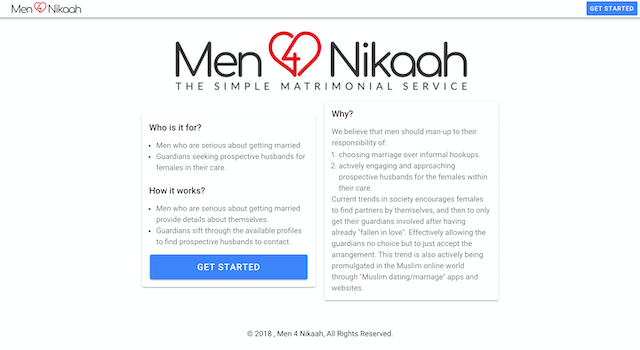 Men 4 Nikaah
GET STARTED
Men 4 Nikaah
THE SIMPLE MATRIMONIAL SERVICE
Who is it for?
• Men who are serious about getting married.
• Guardians seeking prospective husbands for
females in their care.
How it works?
• Men who are serious about getting married
provide details about themselves.
• Guardians sift through the available profiles
to find prospective husbands to contact.
GET STARTED
Why?
We believe that men should man-up to their
responsibility of:
1. choosing marriage over informal hookups.
2. actively engaging and approaching
prospective husbands for the females within
their care.
Current trends in society encourages females
to find partners by themselves, and then to only
get their guardians involved after having
already "fallen in love". Effectively allowing the
guardians no choice but to just accept the
arrangement. This trend is also actively being
promulgated in the Muslim online world
through "Muslim dating/marriage" apps and
websites.
© 2018 , Men 4 Nikaah, All Rights Reserved.